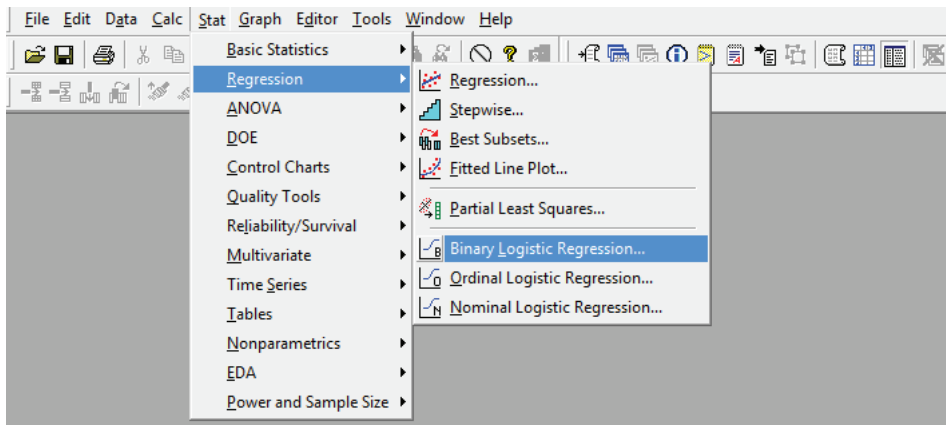 File Edit Data Calc Stat Graph Editor Tools Window Help
Basic Statistics
Regression
ANOVA
DOE
Control Charts
Quality Tools
Reliability/Survival
Multivariate
Time Series
Tables
Nonparametrics
EDA
Power and Sample Size
Regression...
Stepwise...
Best Subsets...
Fitted Line Plot...
Partial Least Squares...
Binary Logistic Regression...
Ordinal Logistic Regression...
Nominal Logistic Regression...